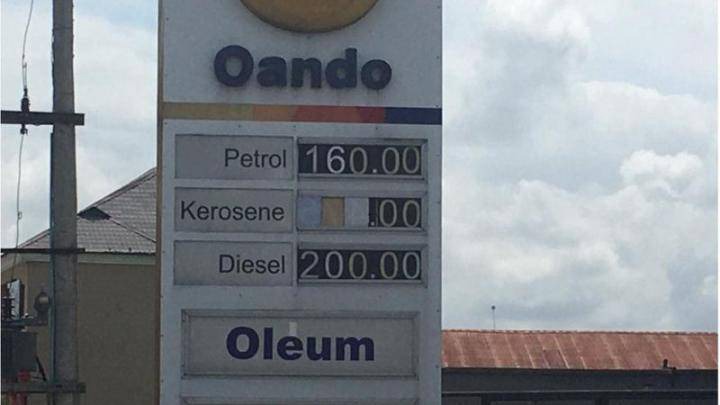 Oando
Petrol 160.00
Kerosene .00
Diesel 200.00
Oleum